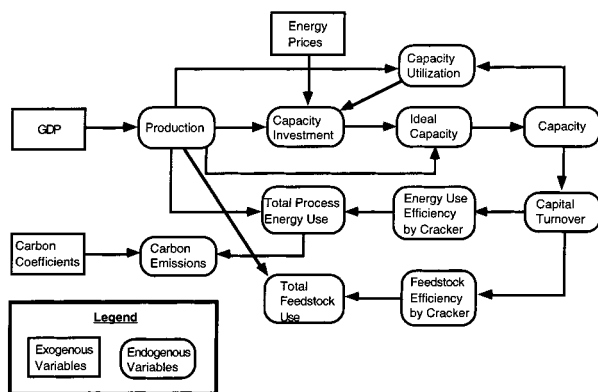 Energy
Prices
Capacity
Utilization
GDP
Production
Capacity
Investment
Ideal
Capacity
Capacity
Total Process
Energy Use
Energy Use
Efficiency
by Cracker
Capital
Turnover
Carbon
Coefficients
Carbon
Emissions
Total
Feedstock
Use
Feedstock
Efficiency
by Cracker
Legend
Exogenous
Variables
Endogenous
Variables